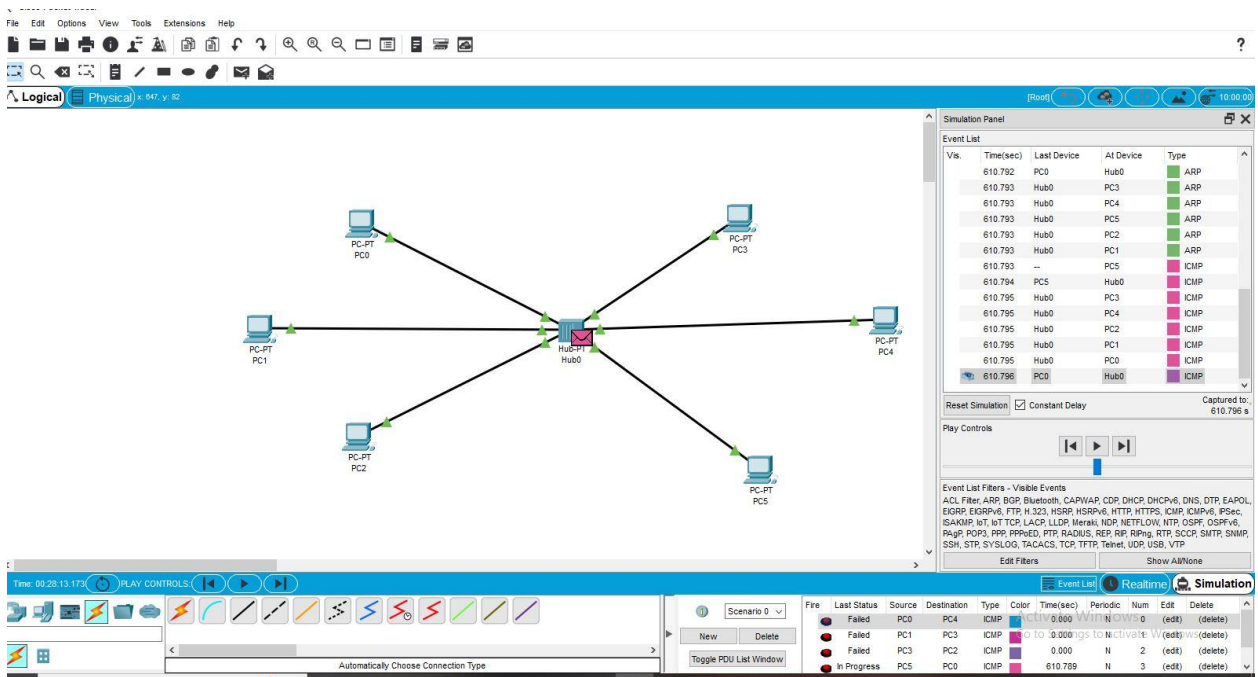 File Edit Options View Tools Extensions Help
?
Logical Physical x: 647, y: 82 [Root] 10:00:00
PC-PT
PC0
PC-PT
PC3
PC-PT
PC1
Hub-PT
Hub0
PC-PT
PC4
PC-PT
PC2
PC-PT
PC5
Simulation Panel
Event List
Vis. Time(sec) Last Device At Device Type
610.792 PC0 Hub0 ARP
610.793 Hub0 PC3 ARP
610.793 Hub0 PC4 ARP
610.793 Hub0 PC5 ARP
610.793 Hub0 PC2 ARP
610.793 Hub0 PC1 ARP
610.793 -- PC5 ICMP
610.794 PC5 Hub0 ICMP
610.795 Hub0 PC3 ICMP
610.795 Hub0 PC4 ICMP
610.795 Hub0 PC2 ICMP
610.795 Hub0 PC1 ICMP
610.795 Hub0 PC0 ICMP
610.796 PC0 Hub0 ICMP
Reset Simulation Constant Delay Captured to:
610.796 s
Play Controls
Event List Filters - Visible Events
ACL Filter, ARP, BGP, Bluetooth, CAPWAP, CDP, DHCP, DHCPv6, DNS, DTP, EAPOL,
EIGRP, EIGRPv6, FTP, H.323, HSRP, HSRPv6, HTTP, HTTPS, ICMP, ICMPv6, IPSec,
ISAKMP, IoT, IoT TCP, LACP, LLDP, Meraki, NDP, NETFLOW, NTP, OSPF, OSPFv6,
PAgP, POP3, PPP, PPPoED, PTP, RADIUS, REP, RIP, RIPng, RTP, SCCP, SMTP, SNMP,
SSH, STP, SYSLOG, TACACS, TCP, TFTP, Telnet, UDP, USB, VTP
Edit Filters Show All/None
Time: 00:28:13.173 PLAY CONTROLS: Event List Realtime Simulation
Scenario 0
New Delete
Toggle PDU List Window
Automatically Choose Connection Type
Fire Last Status Source Destination Type Color Time(sec) Periodic Num Edit Delete
Failed PC0 PC4 ICMP 0.000 N 0 (edit) (delete)
Failed PC1 PC3 ICMP 0.000 N 1 (edit) (delete)
Failed PC3 PC2 ICMP 0.000 N 2 (edit) (delete)
In Progress PC5 PC0 ICMP 610.789 N 3 (edit) (delete)
Activate Windows
Go to Settings to activate Windows